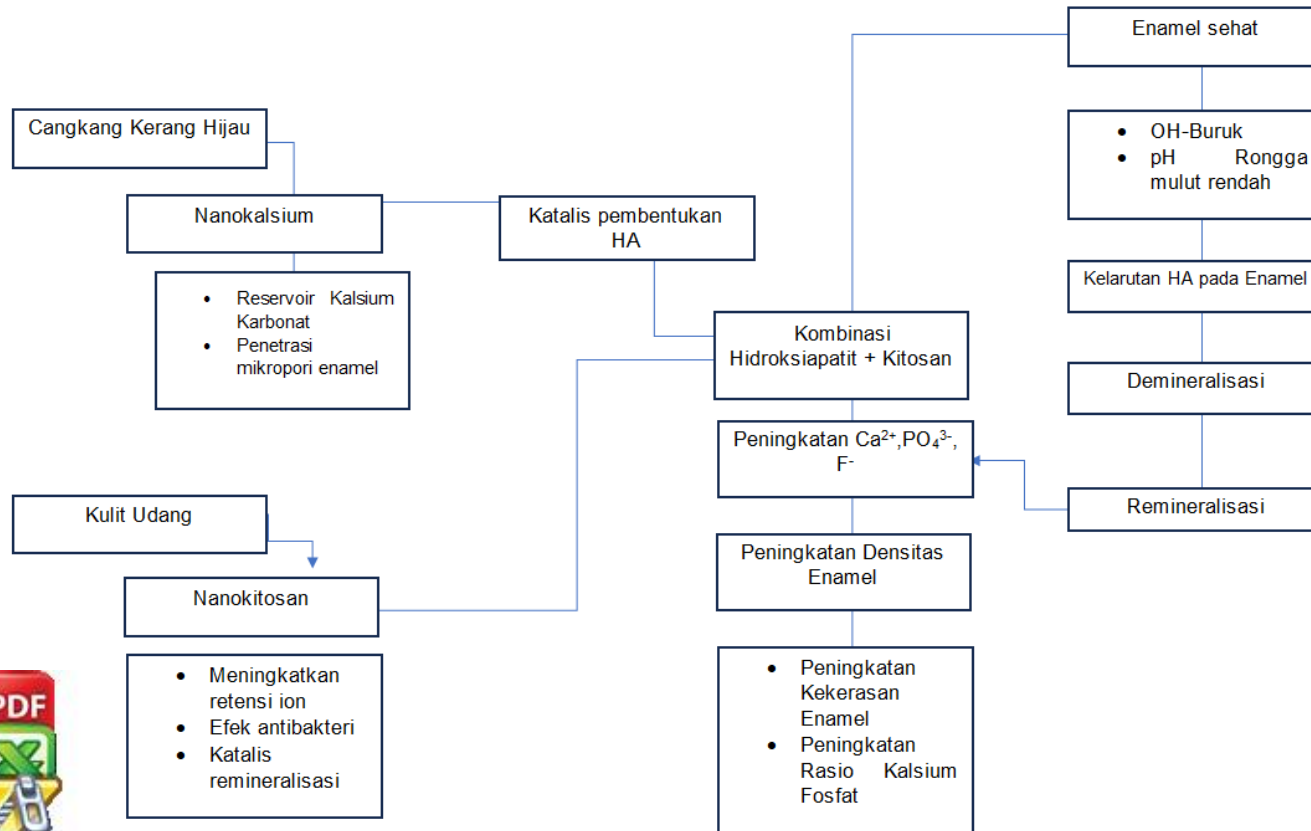 Enamel sehat
• OH-Buruk
• pH Rongga
mulut rendah
Kelarutan HA pada Enamel
Demineralisasi
Remineralisasi
Cangkang Kerang Hijau
Nanokalsium
• Reservoir Kalsium
Karbonat
• Penetrasi
mikropori enamel
Katalis pembentukan
HA
Kombinasi
Hidroksiapatit + Kitosan
Peningkatan Ca²⁺,PO₄³⁻,
F⁻
Peningkatan Densitas
Enamel
• Peningkatan
Kekerasan
Enamel
• Peningkatan
Rasio Kalsium
Fosfat
Kulit Udang
Nanokitosan
• Meningkatkan
retensi ion
• Efek antibakteri
• Katalis
remineralisasi
PDF